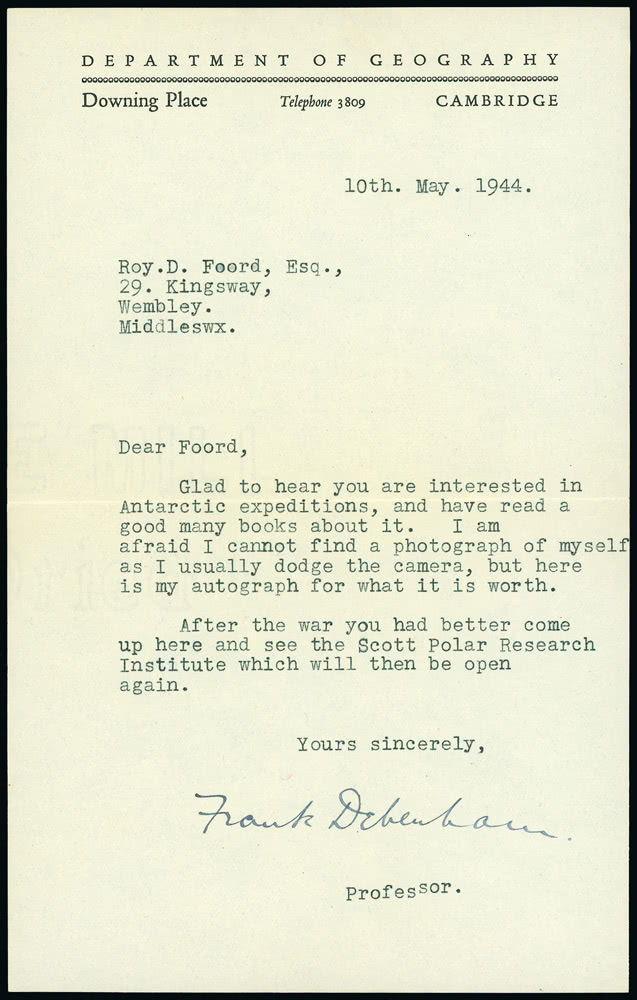 DEPARTMENT OF GEOGRAPHY
Downing Place Telephone 3809 CAMBRIDGE
10th. May. 1944.
Roy.D. Foord, Esq.,
29. Kingsway,
Wembley.
Middleswx.
Dear Foord,
Glad to hear you are interested in
Antarctic expeditions, and have read a
good many books about it. I am
afraid I cannot find a photograph of myself
as I usually dodge the camera, but here
is my autograph for what it is worth.
After the war you had better come
up here and see the Scott Polar Research
Institute which will then be open
again.
Yours sincerely,
Frank Debenham.
Professor.